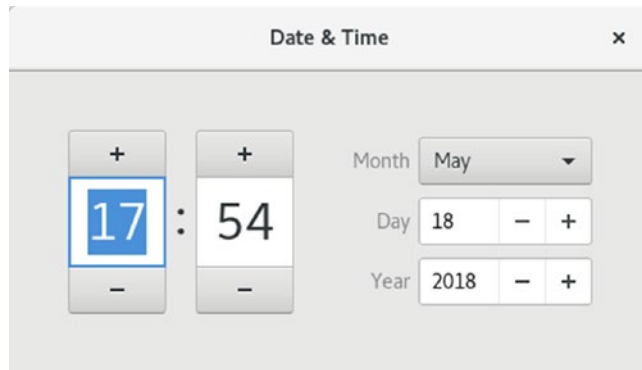 Date & Time ×
+ +
17 : 54
− −
Month May
Day 18 − +
Year 2018 − +